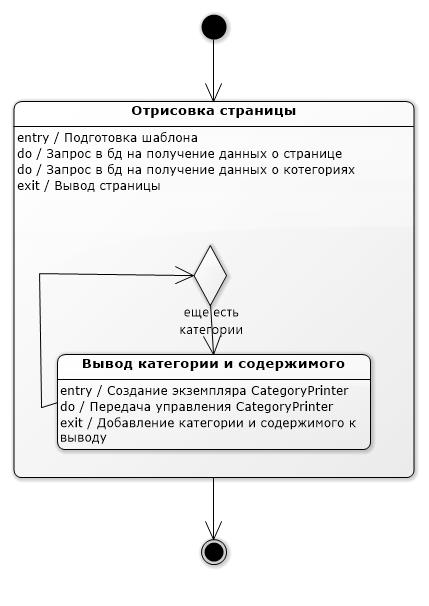 Отрисовка страницы
entry / Подготовка шаблона
do / Запрос в бд на получение данных о странице
do / Запрос в бд на получение данных о котегориях
exit / Вывод страницы
еще есть
категории
Вывод категории и содержимого
entry / Создание экземпляра CategoryPrinter
do / Передача управления CategoryPrinter
exit / Добавление категории и содержимого к
выводу